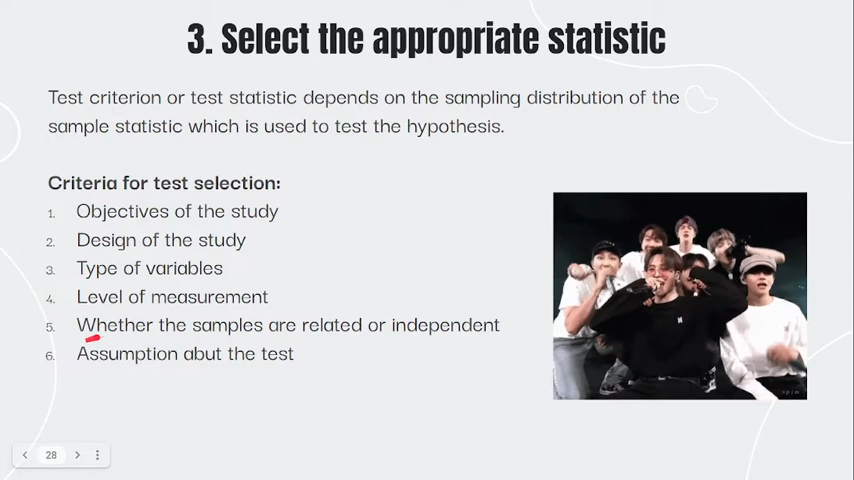 3. Select the appropriate statistic
Test criterion or test statistic depends on the sampling distribution of the
sample statistic which is used to test the hypothesis.
Criteria for test selection:
1. Objectives of the study
2. Design of the study
3. Type of variables
4. Level of measurement
5. Whether the samples are related or independent
6. Assumption abut the test
28